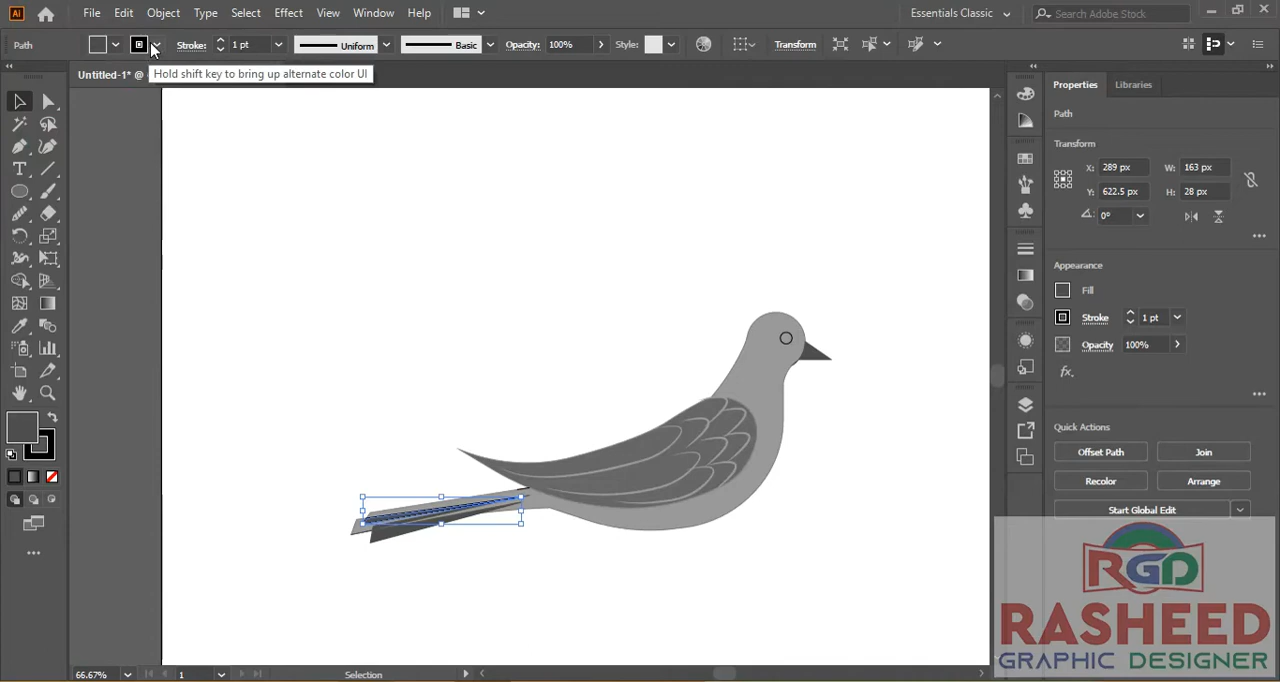 Ai File Edit Object Type Select Effect View Window Help Essentials Classic Search Adobe Stock
Path Stroke: 1 pt Uniform Basic Opacity: 100% Style: Transform
Untitled-1* @
Hold shift key to bring up alternate color UI
Properties Libraries
Path
Transform
X: 289 px W: 163 px
Y: 622.5 px H: 28 px
0°
Appearance
Fill
Stroke 1 pt
Opacity 100%
fx.
Quick Actions
Offset Path Join
Recolor Arrange
Start Global Edit
RGD
RASHEED
GRAPHIC DESIGNER
66.67% 1 Selection